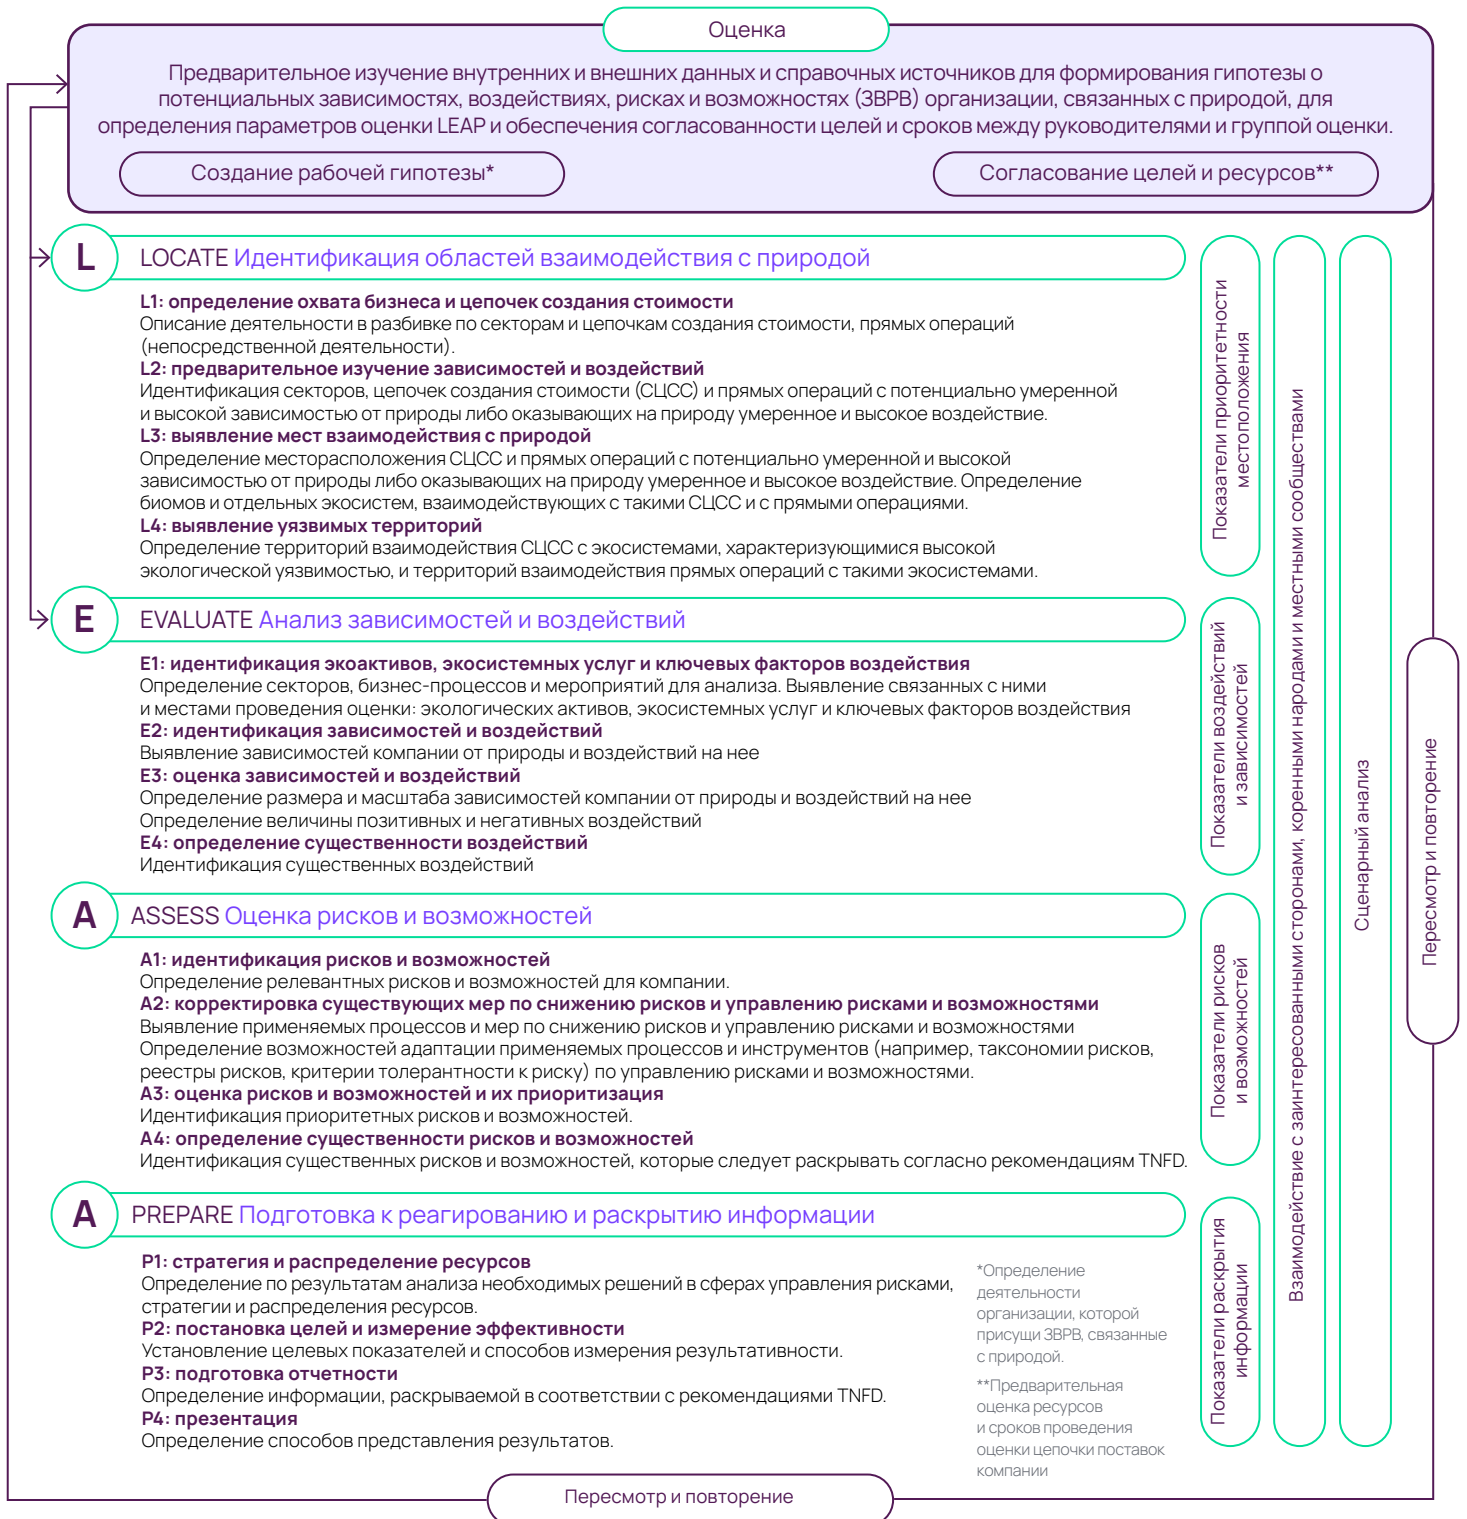 Оценка
Предварительное изучение внутренних и внешних данных и справочных источников для формирования гипотезы о
потенциальных зависимостях, воздействиях, рисках и возможностях (ЗВРВ) организации, связанных с природой, для
определения параметров оценки LEAP и обеспечения согласованности целей и сроков между руководителями и группой оценки.
Создание рабочей гипотезы*
Согласование целей и ресурсов**
L
LOCATE Идентификация областей взаимодействия с природой
L1: определение охвата бизнеса и цепочек создания стоимости
Описание деятельности в разбивке по секторам и цепочкам создания стоимости, прямых операций
(непосредственной деятельности).
L2: предварительное изучение зависимостей и воздействий
Идентификация секторов, цепочек создания стоимости (СЦСС) и прямых операций с потенциально умеренной
и высокой зависимостью от природы либо оказывающих на природу умеренное и высокое воздействие.
L3: выявление мест взаимодействия с природой
Определение месторасположения СЦСС и прямых операций с потенциально умеренной и высокой
зависимостью от природы либо оказывающих на природу умеренное и высокое воздействие. Определение
биомов и отдельных экосистем, взаимодействующих с такими СЦСС и с прямыми операциями.
L4: выявление уязвимых территорий
Определение территорий взаимодействия СЦСС с экосистемами, характеризующимися высокой
экологической уязвимостью, и территорий взаимодействия прямых операций с такими экосистемами.
Показатели приоритетности
местоположения
E
EVALUATE Анализ зависимостей и воздействий
E1: идентификация экоактивов, экосистемных услуг и ключевых факторов воздействия
Определение секторов, бизнес-процессов и мероприятий для анализа. Выявление связанных с ними
и местами проведения оценки: экологических активов, экосистемных услуг и ключевых факторов воздействия
E2: идентификация зависимостей и воздействий
Выявление зависимостей компании от природы и воздействий на нее
E3: оценка зависимостей и воздействий
Определение размера и масштаба зависимостей компании от природы и воздействий на нее
Определение величины позитивных и негативных воздействий
E4: определение существенности воздействий
Идентификация существенных воздействий
Показатели воздействий
и зависимостей
A
ASSESS Оценка рисков и возможностей
A1: идентификация рисков и возможностей
Определение релевантных рисков и возможностей для компании.
A2: корректировка существующих мер по снижению рисков и управлению рисками и возможностями
Выявление применяемых процессов и мер по снижению рисков и управлению рисками и возможностями
Определение возможностей адаптации применяемых процессов и инструментов (например, таксономии рисков,
реестры рисков, критерии толерантности к риску) по управлению рисками и возможностями.
A3: оценка рисков и возможностей и их приоритизация
Идентификация приоритетных рисков и возможностей.
A4: определение существенности рисков и возможностей
Идентификация существенных рисков и возможностей, которые следует раскрывать согласно рекомендациям TNFD.
Показатели рисков
и возможностей
A
PREPARE Подготовка к реагированию и раскрытию информации
P1: стратегия и распределение ресурсов
Определение по результатам анализа необходимых решений в сферах управления рисками,
стратегии и распределения ресурсов.
P2: постановка целей и измерение эффективности
Установление целевых показателей и способов измерения результативности.
P3: подготовка отчетности
Определение информации, раскрываемой в соответствии с рекомендациями TNFD.
P4: презентация
Определение способов представления результатов.
*Определение
деятельности
организации, которой
присущи ЗВРВ, связанные
с природой.
**Предварительная
оценка ресурсов
и сроков проведения
оценки цепочки поставок
компании
Показатели раскрытия
информации
Взаимодействие с заинтересованными сторонами, коренными народами и местными сообществами
Сценарный анализ
Пересмотр и повторение
Пересмотр и повторение